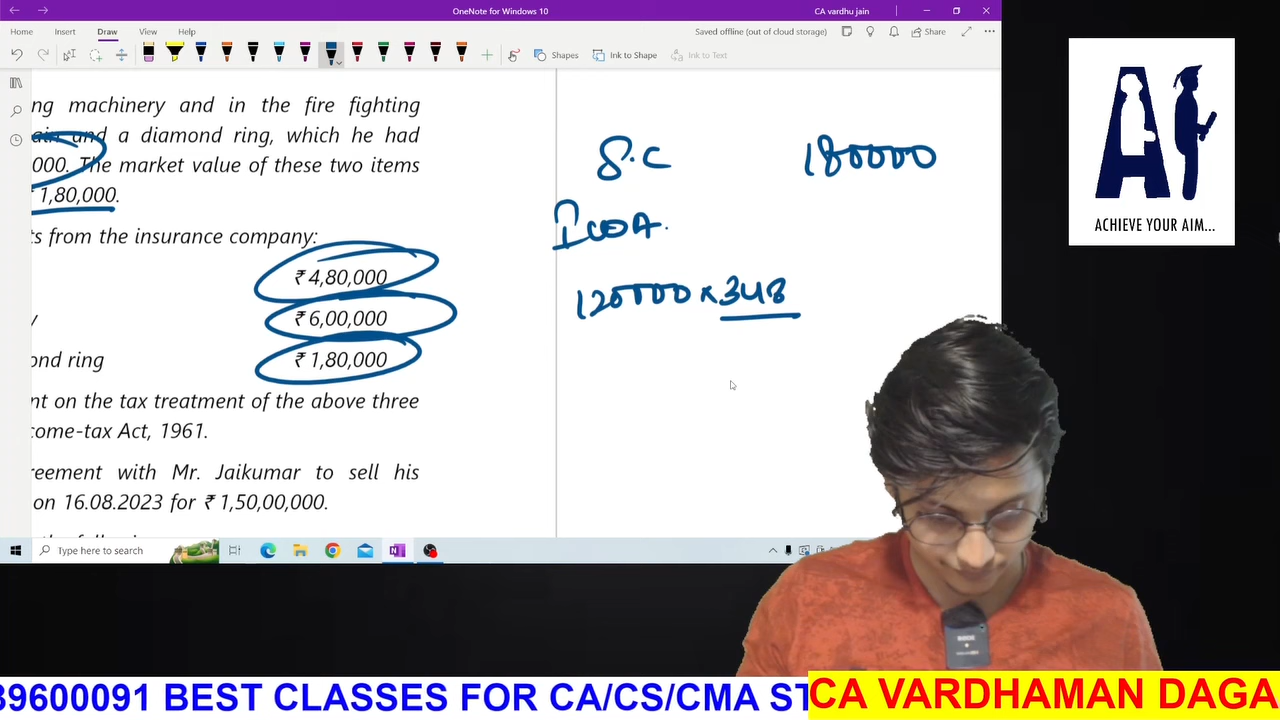 OneNote for Windows 10
CA vardhu jain
Home Insert Draw View Help
Saved offline (out of cloud storage)
Share
Shapes
Ink to Shape
Ink to Text
ng machinery and in the fire fighting
ain and a diamond ring, which he had
000. The market value of these two items
₹ 1,80,000.
ts from the insurance company:
₹ 4,80,000
y ₹ 6,00,000
ond ring ₹ 1,80,000
nt on the tax treatment of the above three
come-tax Act, 1961.
reement with Mr. Jaikumar to sell his
on 16.08.2023 for ₹ 1,50,00,000.
S.C 180000
ICOA.
120000 × 348
AI
ACHIEVE YOUR AIM...
Type here to search
39600091 BEST CLASSES FOR CA/CS/CMA ST
CA VARDHAMAN DAGA